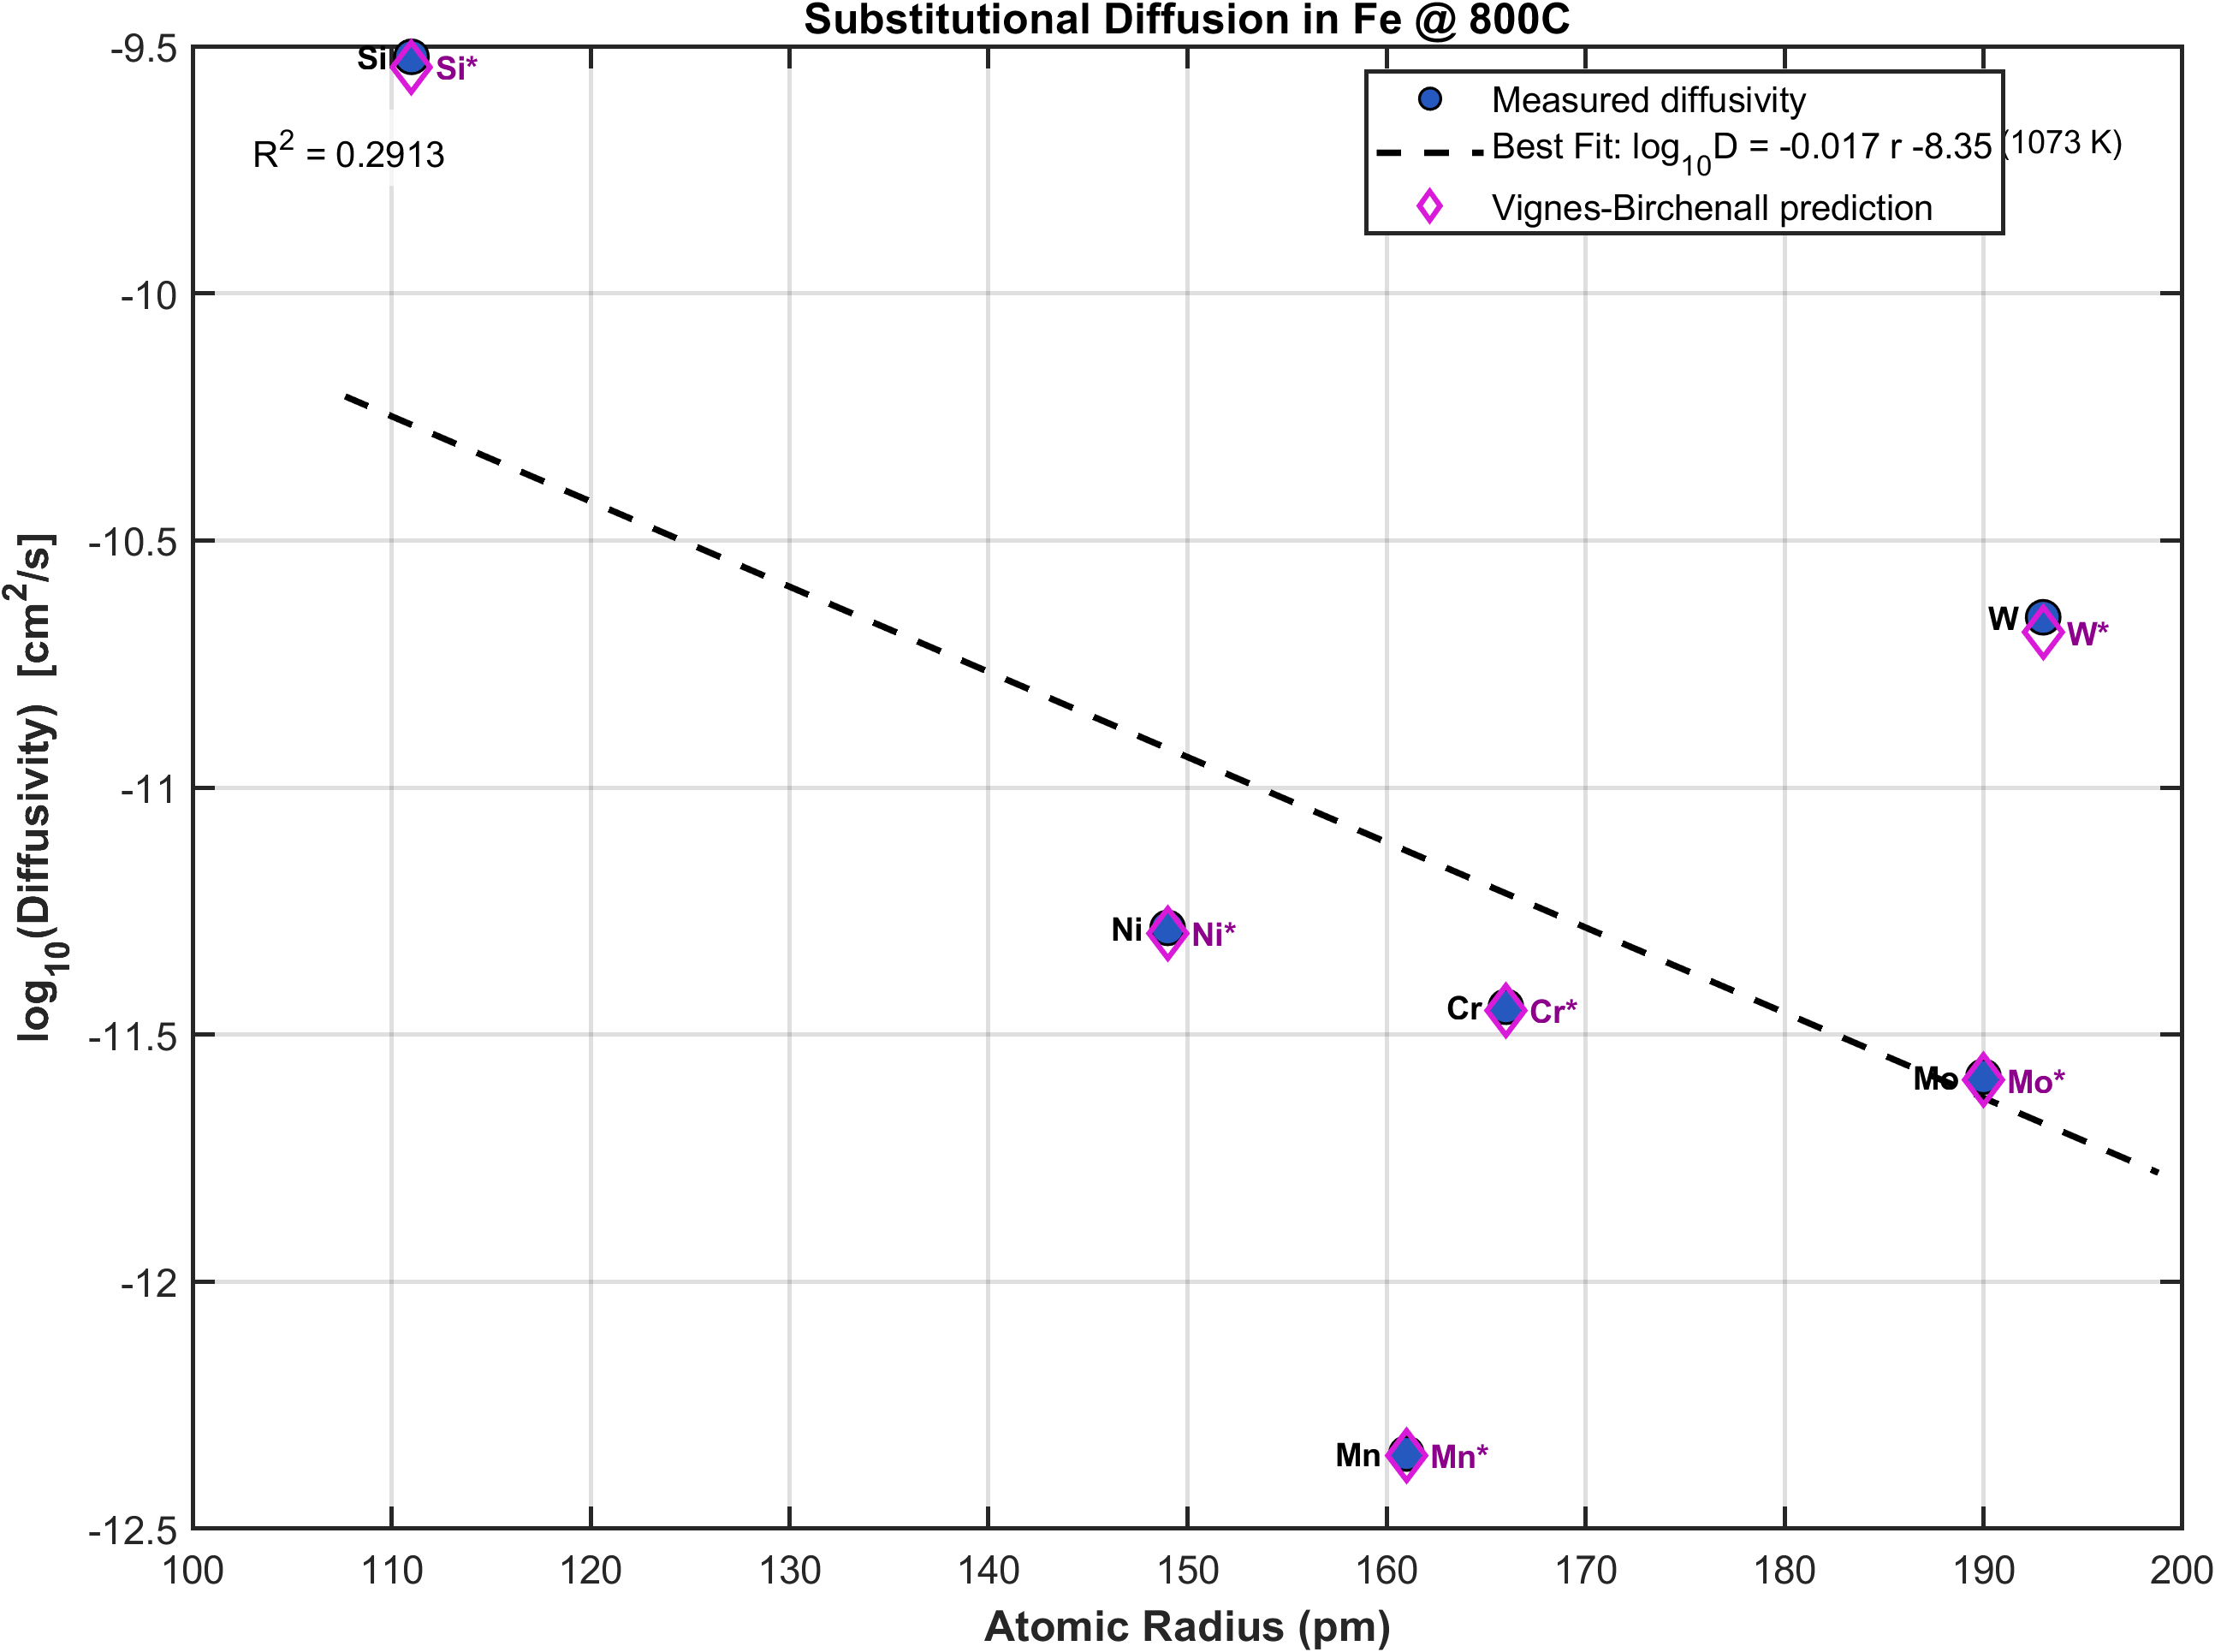 Substitutional Diffusion in Fe @ 800C
-9.5
-10
-10.5
-11
-11.5
-12
-12.5
log10(Diffusivity) [cm2/s]
Si
Si*
R2 = 0.2913
Measured diffusivity
Best Fit: log10D = -0.017 r -8.35 (1073 K)
Vignes-Birchenall prediction
W
W*
Ni
Ni*
Cr
Cr*
Mo
Mo*
Mn
Mn*
100
110
120
130
140
150
160
170
180
190
200
Atomic Radius (pm)